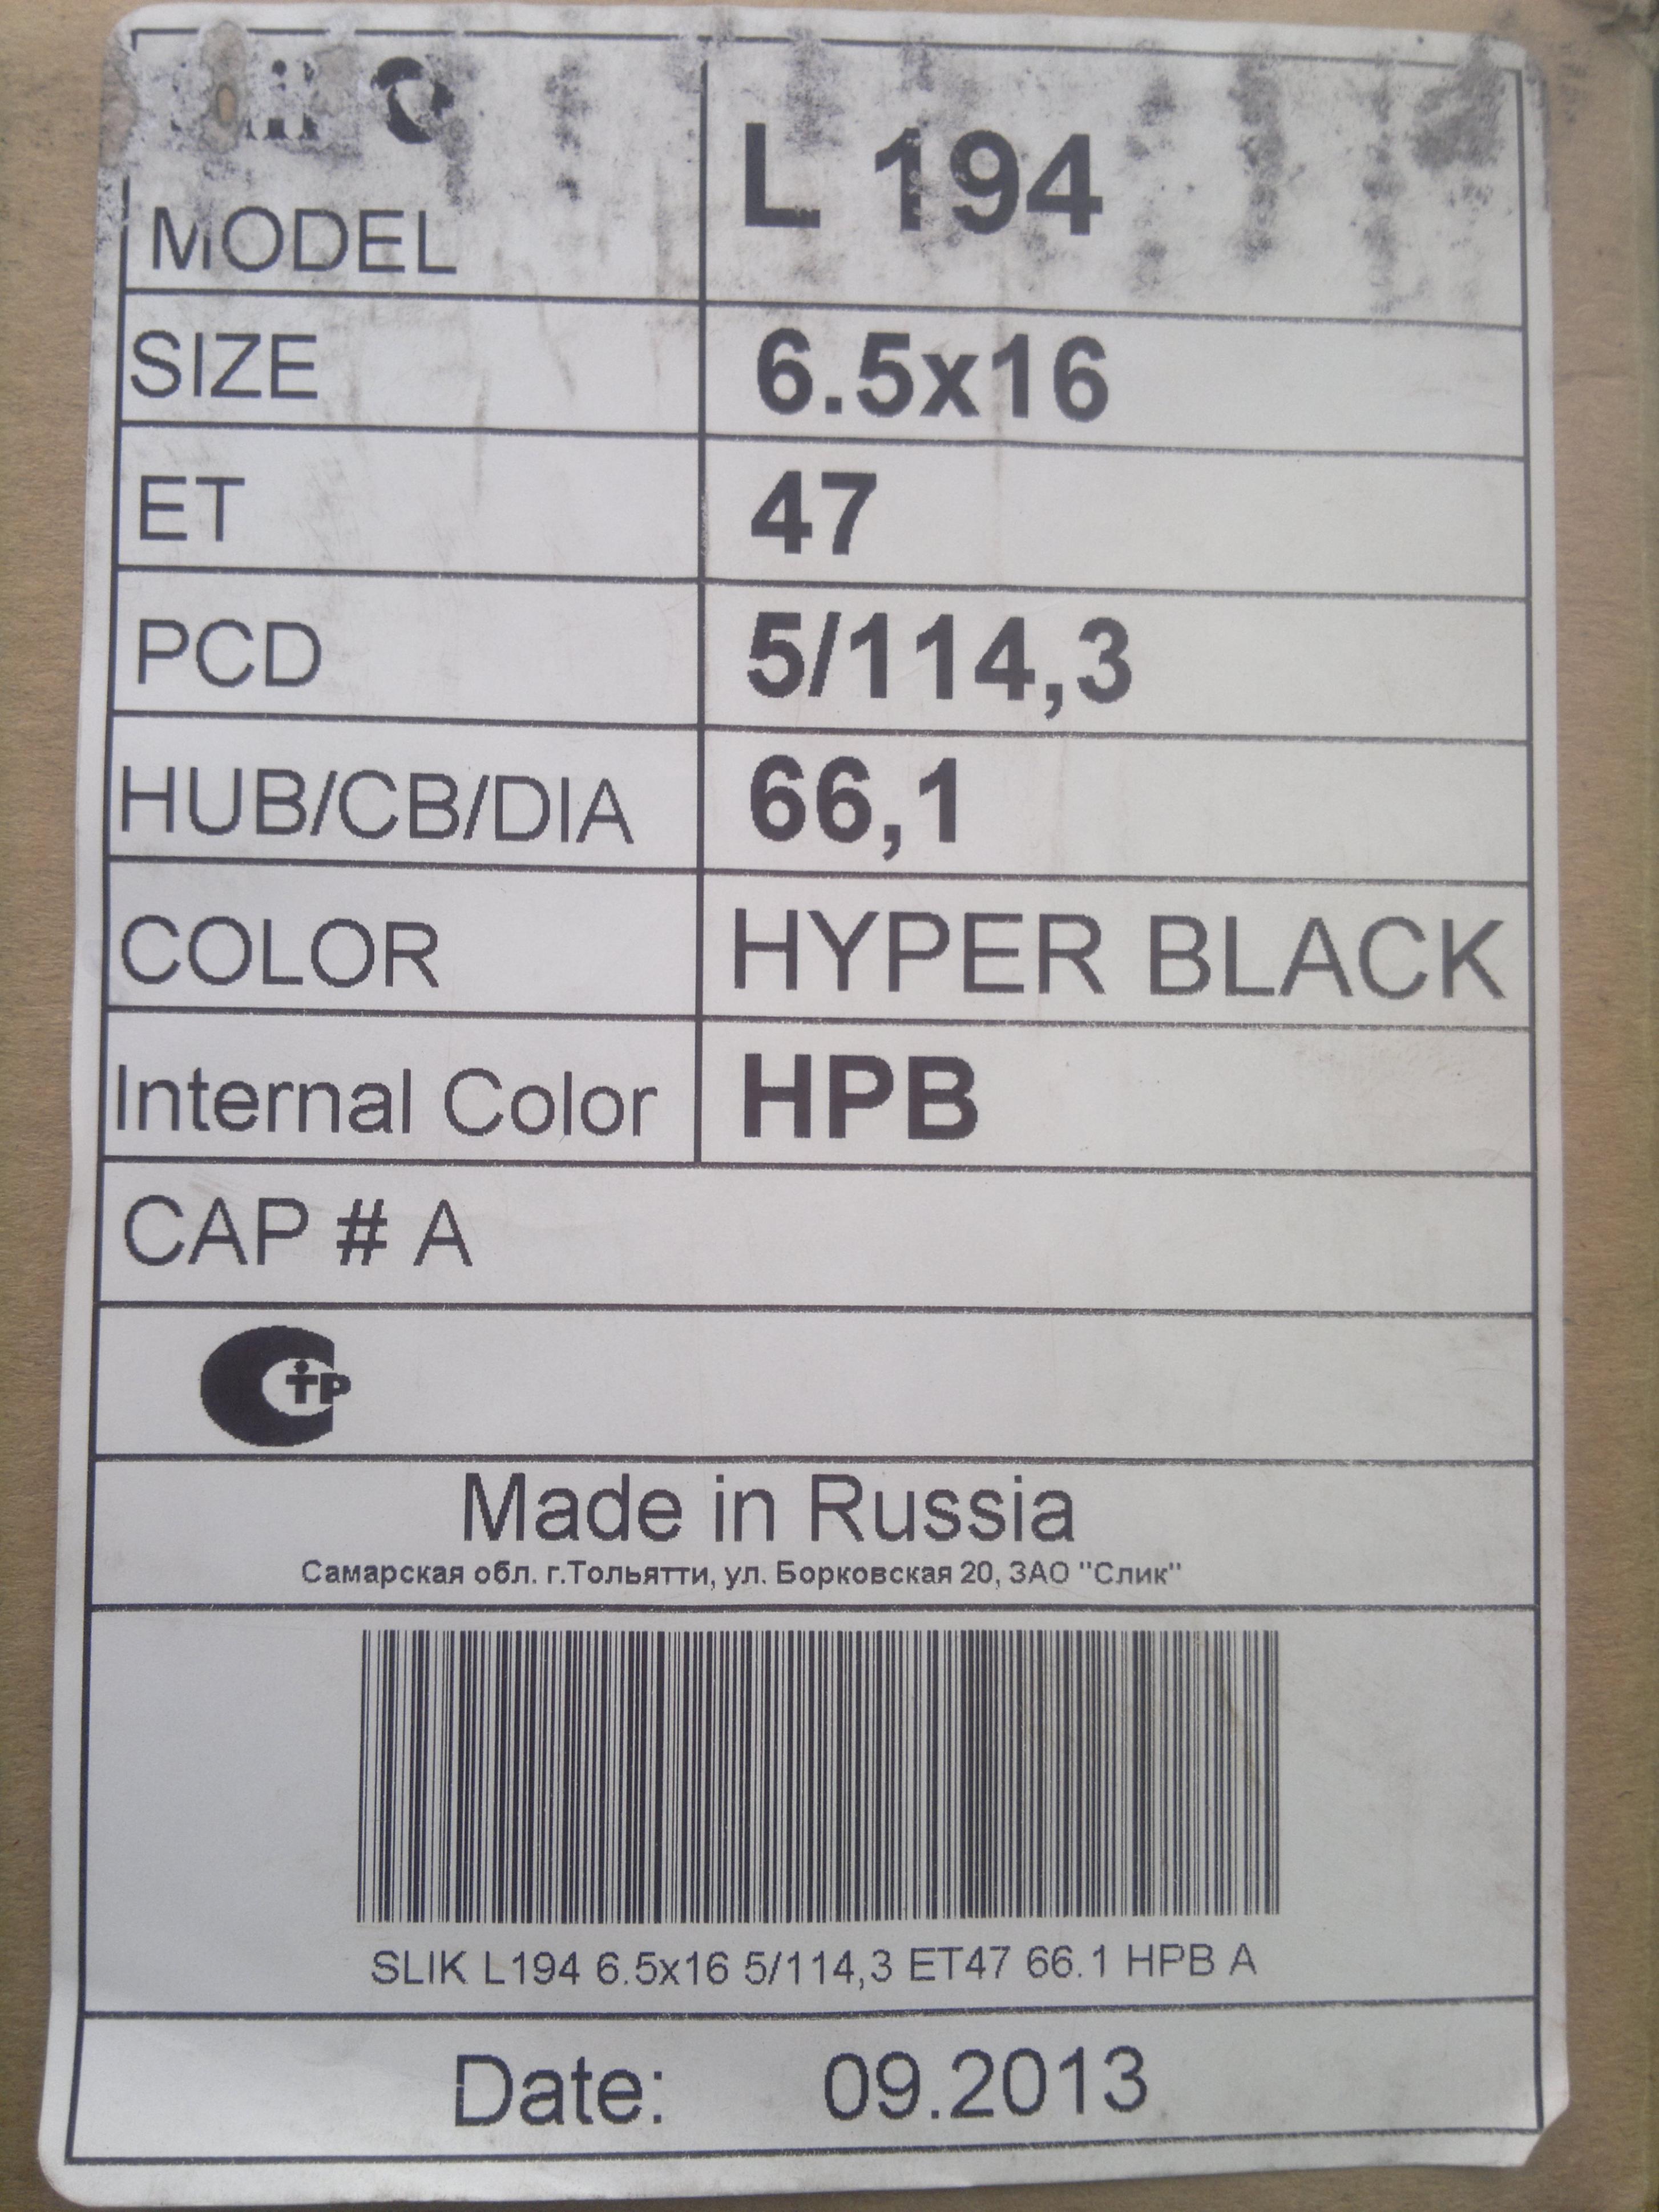 MODEL L 194
SIZE 6.5x16
ET 47
PCD 5/114,3
HUB/CB/DIA 66,1
COLOR HYPER BLACK
Internal Color HPB
CAP # A
Made in Russia
Самарская обл. г.Тольятти, ул. Борковская 20, ЗАО "Слик"
SLIK L194 6.5x16 5/114,3 ET47 66.1 HPB A
Date: 09.2013